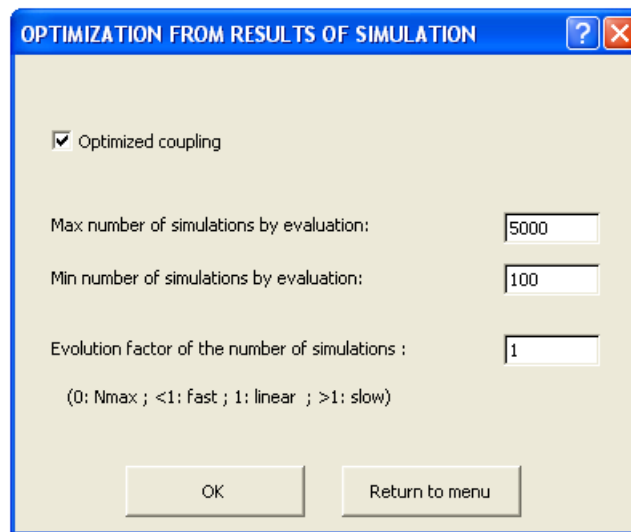 OPTIMIZATION FROM RESULTS OF SIMULATION
Optimized coupling
Max number of simulations by evaluation: 5000
Min number of simulations by evaluation: 100
Evolution factor of the number of simulations : 1
(0: Nmax ; <1: fast ; 1: linear  ; >1: slow)
OK Return to menu